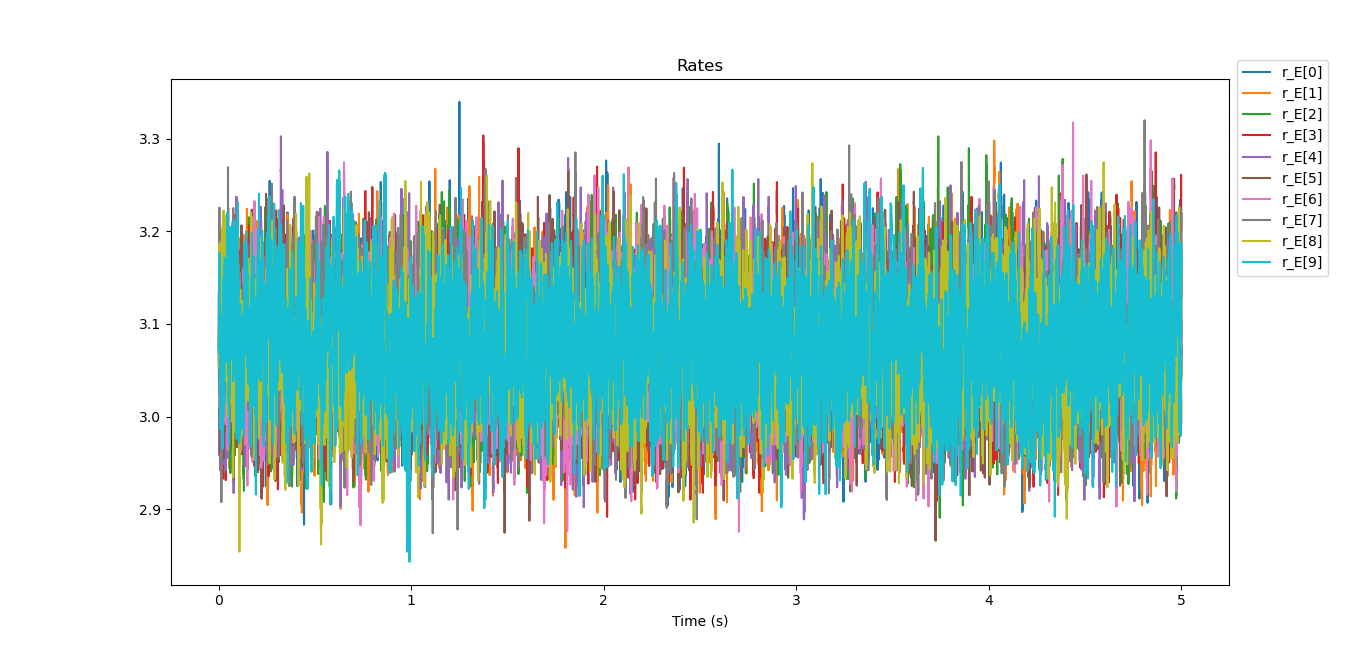 Rates
3.3
3.2
3.1
3.0
2.9
0
1
2
3
4
5
Time (s)
r_E[0]
r_E[1]
r_E[2]
r_E[3]
r_E[4]
r_E[5]
r_E[6]
r_E[7]
r_E[8]
r_E[9]